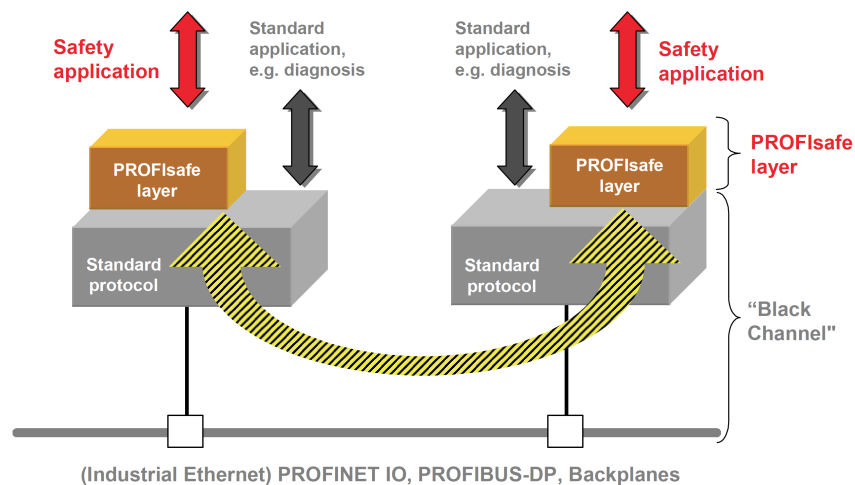 Safety
application
Standard
application,
e.g. diagnosis
Standard
application,
e.g. diagnosis
Safety
application
PROFIsafe
layer
PROFIsafe
layer
PROFIsafe
layer
Standard
protocol
Standard
protocol
“Black
Channel"
(Industrial Ethernet) PROFINET IO, PROFIBUS-DP, Backplanes